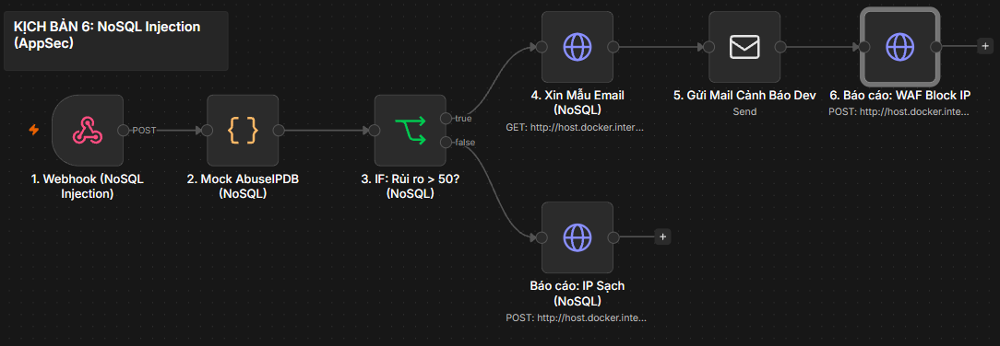 KỊCH BẢN 6: NoSQL Injection
(AppSec)
POST
true
false
1. Webhook (NoSQL
Injection)
2. Mock AbuseIPDB
(NoSQL)
3. IF: Rủi ro > 50?
(NoSQL)
4. Xin Mẫu Email
(NoSQL)
GET: http://host.docker.inter...
5. Gửi Mail Cảnh Báo Dev
Send
6. Báo cáo: WAF Block IP
POST: http://host.docker.inte...
Báo cáo: IP Sạch
(NoSQL)
POST: http://host.docker.inte...